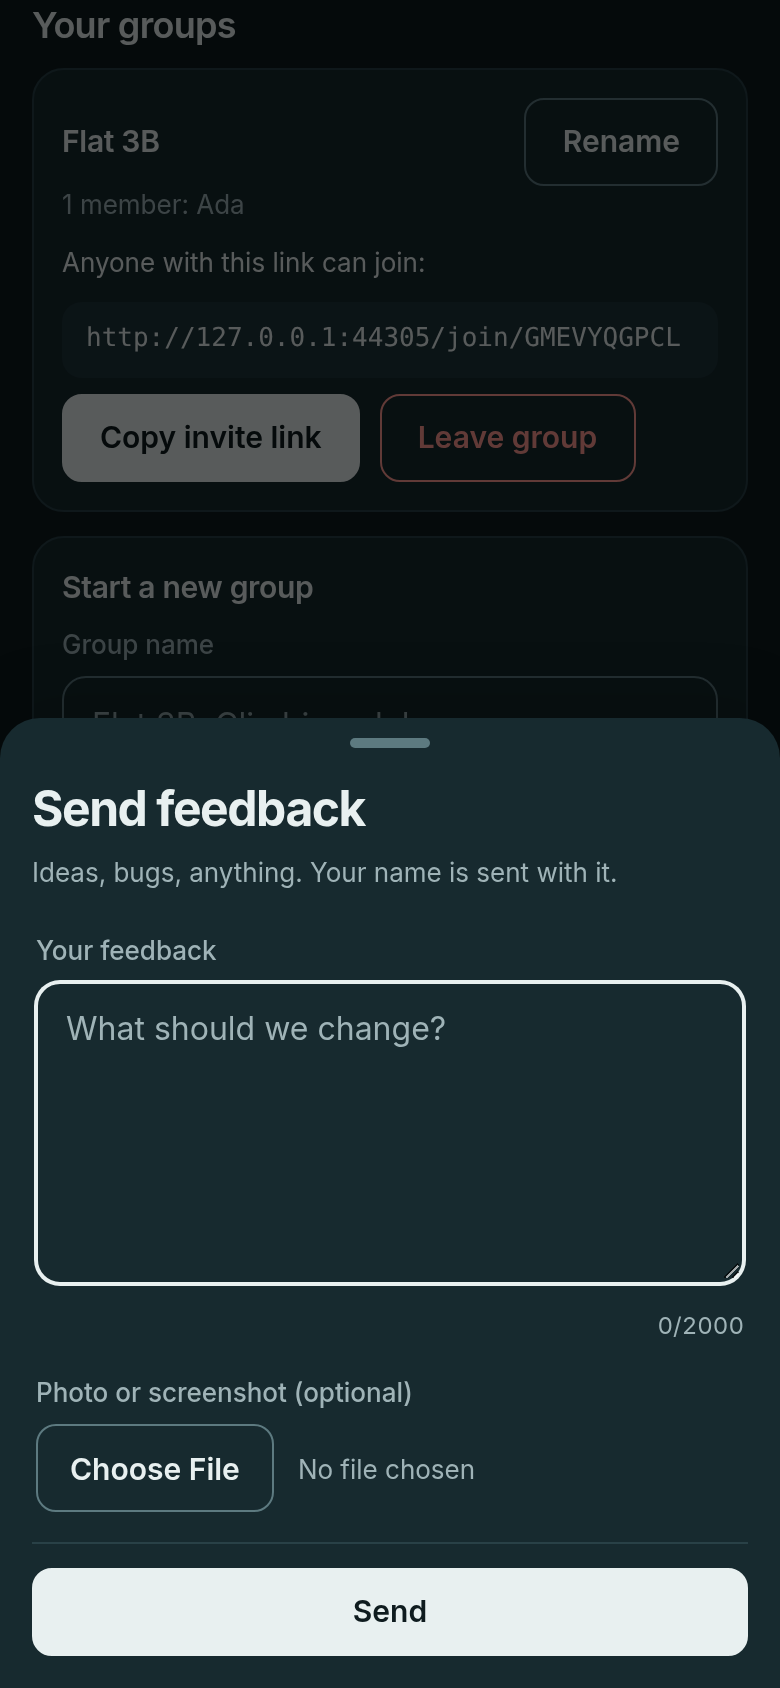 Your groups
Flat 3B
Rename
1 member: Ada
Anyone with this link can join:
http://127.0.0.1:44305/join/GMEVYQGPCL
Copy invite link
Leave group
Start a new group
Group name
Send feedback
Ideas, bugs, anything. Your name is sent with it.
Your feedback
What should we change?
0/2000
Photo or screenshot (optional)
Choose File
No file chosen
Send